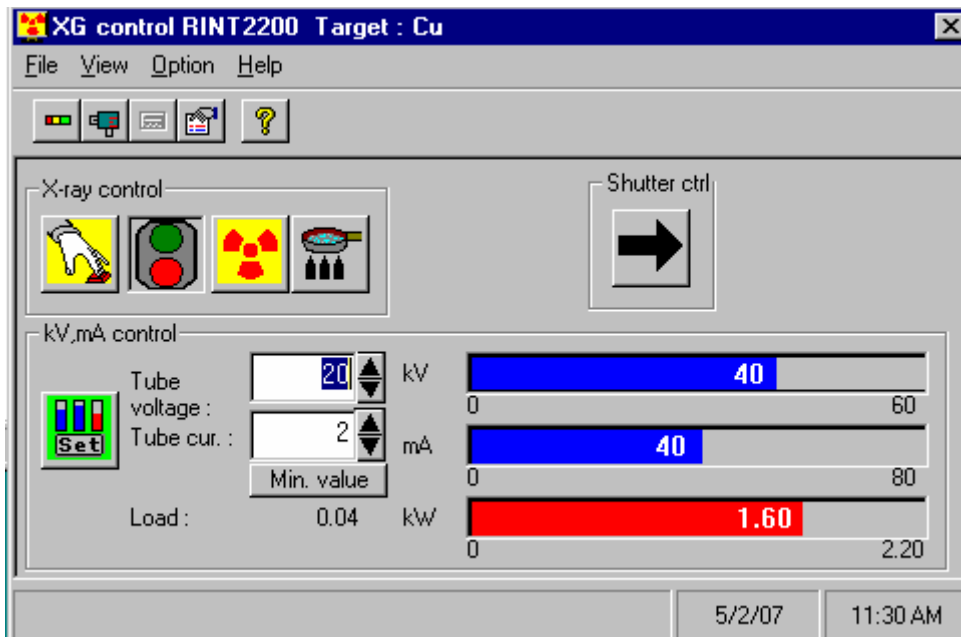 XG control RINT2200 Target : Cu
File View Option Help
X-ray control
Shutter ctrl
kV,mA control
Set
Tube voltage :
20
kV
40
0 60
Tube cur. :
2
mA
40
0 80
Min. value
Load :
0.04
kW
1.60
0 2.20
5/2/07 11:30 AM